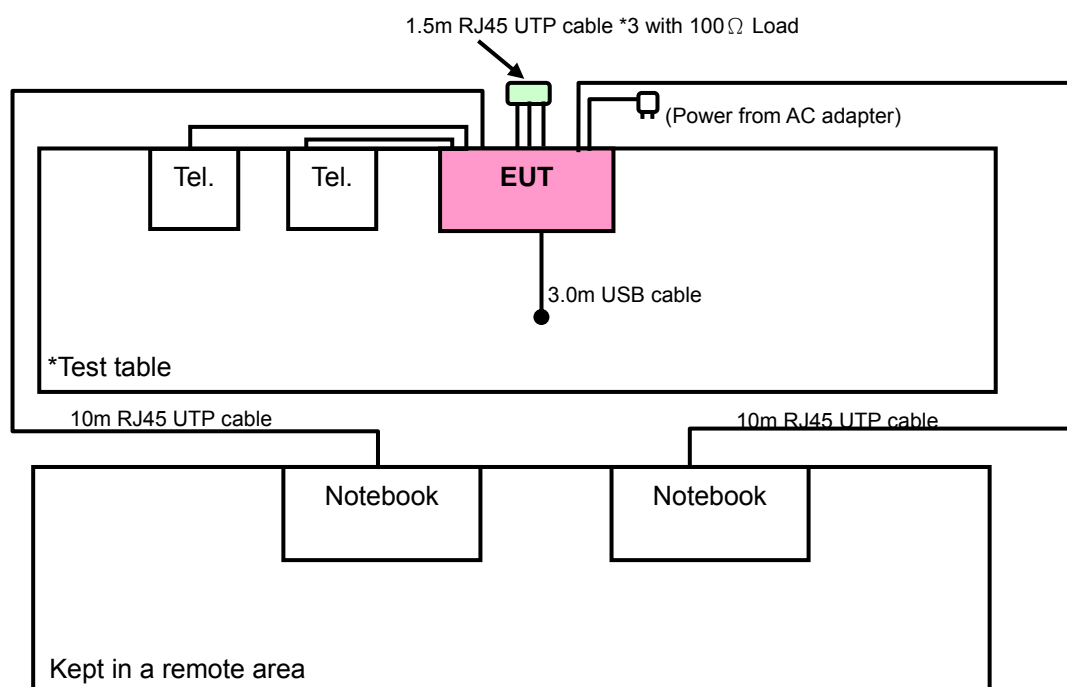 1.5m RJ45 UTP cable *3 with 100Ω Load
(Power from AC adapter)
Tel.
Tel.
EUT
3.0m USB cable
*Test table
10m RJ45 UTP cable
10m RJ45 UTP cable
Notebook
Notebook
Kept in a remote area